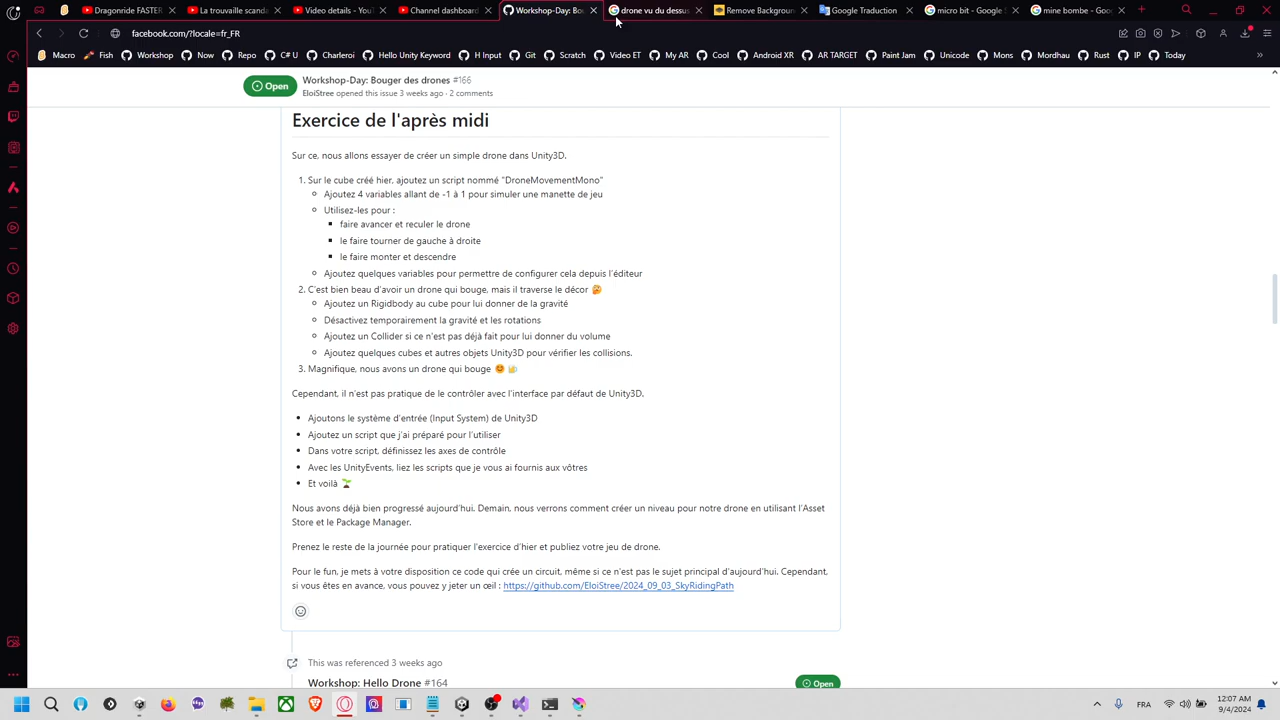 Dragonride FASTER
La trouvaille scanda
Video details - You
Channel dashboard
Workshop-Day: Bou
drone vu du dessus
Remove Background
Google Traduction
micro bit - Google
mine bombe - Goog
facebook.com/?locale=fr_FR
Macro
Fish
Workshop
Now
Repo
C# U
Charleroi
Hello Unity Keyword
H Input
Git
Scratch
Video ET
My AR
Cool
Android XR
AR TARGET
Paint Jam
Unicode
Mons
Mordhau
Rust
IP
Today
Open
Workshop-Day: Bouger des drones #166
EloiStree opened this issue 3 weeks ago · 2 comments
Exercice de l'après midi
Sur ce, nous allons essayer de créer un simple drone dans Unity3D.
1. Sur le cube créé hier, ajoutez un script nommé "DroneMovementMono"
Ajoutez 4 variables allant de -1 à 1 pour simuler une manette de jeu
Utilisez-les pour :
faire avancer et reculer le drone
le faire tourner de gauche à droite
le faire monter et descendre
Ajoutez quelques variables pour permettre de configurer cela depuis l'éditeur
2. C'est bien beau d'avoir un drone qui bouge, mais il traverse le décor
Ajoutez un Rigidbody au cube pour lui donner de la gravité
Désactivez temporairement la gravité et les rotations
Ajoutez un Collider si ce n'est pas déjà fait pour lui donner du volume
Ajoutez quelques cubes et autres objets Unity3D pour vérifier les collisions.
3. Magnifique, nous avons un drone qui bouge
Cependant, il n'est pas pratique de le contrôler avec l'interface par défaut de Unity3D.
Ajoutons le système d'entrée (Input System) de Unity3D
Ajoutez un script que j'ai préparé pour l'utiliser
Dans votre script, définissez les axes de contrôle
Avec les UnityEvents, liez les scripts que je vous ai fournis aux vôtres
Et voilà
Nous avons déjà bien progressé aujourd'hui. Demain, nous verrons comment créer un niveau pour notre drone en utilisant l'Asset
Store et le Package Manager.
Prenez le reste de la journée pour pratiquer l'exercice d'hier et publiez votre jeu de drone.
Pour le fun, je mets à votre disposition ce code qui crée un circuit, même si ce n'est pas le sujet principal d'aujourd'hui. Cependant,
si vous êtes en avance, vous pouvez y jeter un œil : https://github.com/EloiStree/2024_09_03_SkyRidingPath
This was referenced 3 weeks ago
Workshop: Hello Drone #164
Open
FRA
12:07 AM
9/4/2024